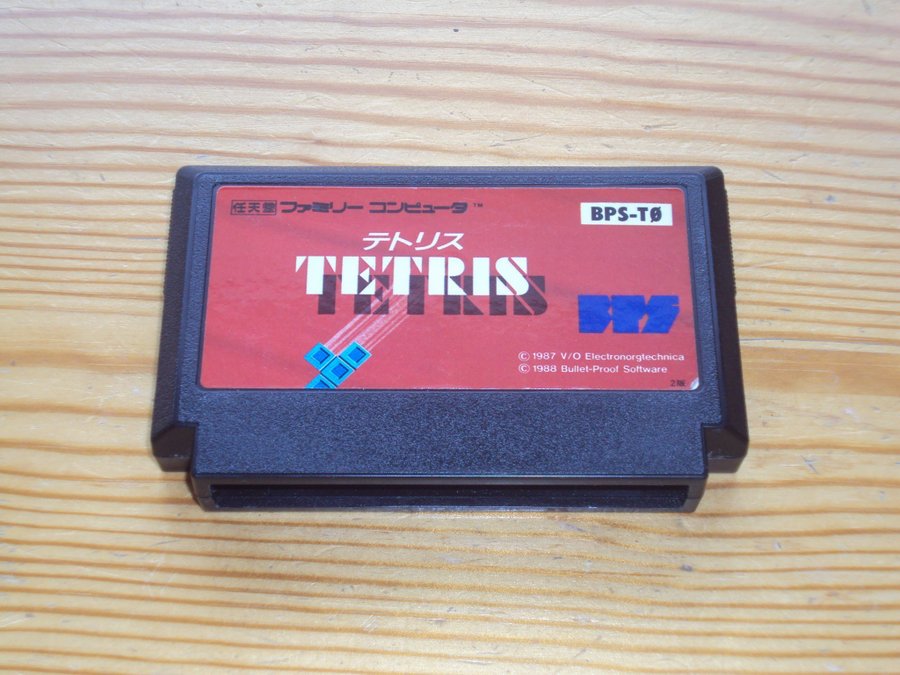 任天堂 ファミリー コンピュータ™
BPS-TØ
テトリス
TETRIS
BPS
© 1987 V/O Electronorgtechnica
© 1988 Bullet-Proof Software
2版